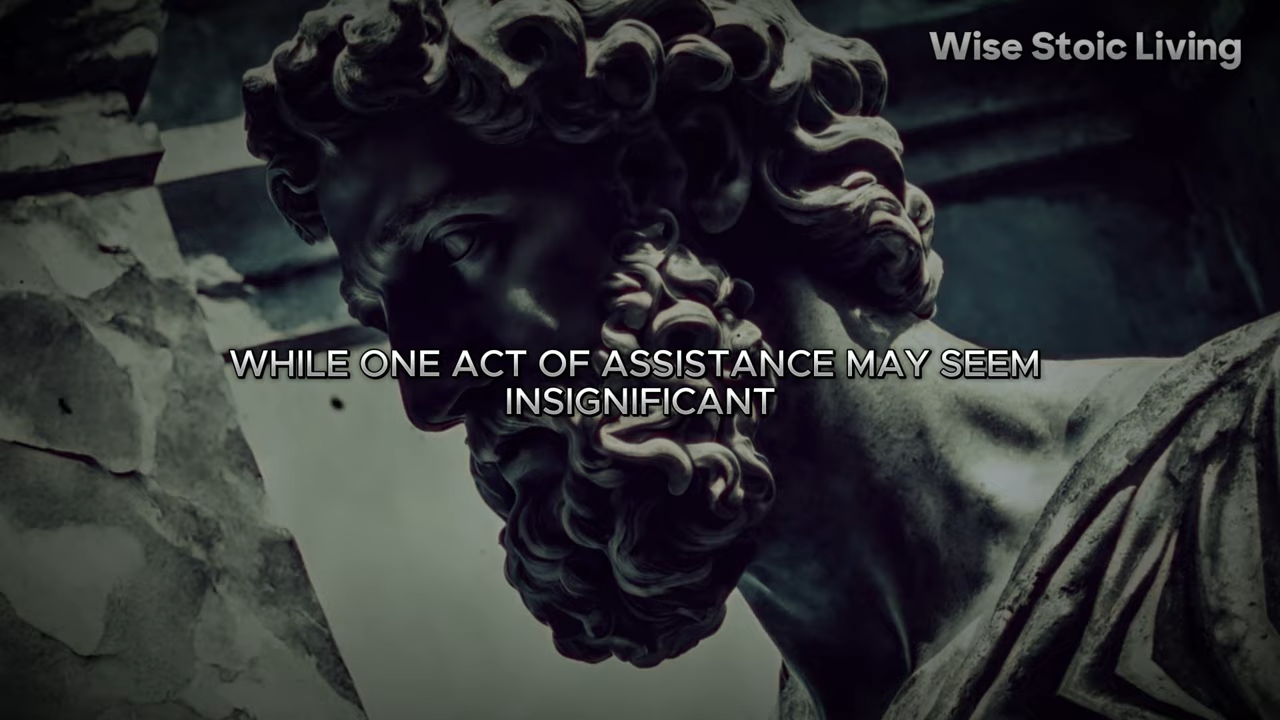 Wise Stoic Living
WHILE ONE ACT OF ASSISTANCE MAY SEEM
INSIGNIFICANT